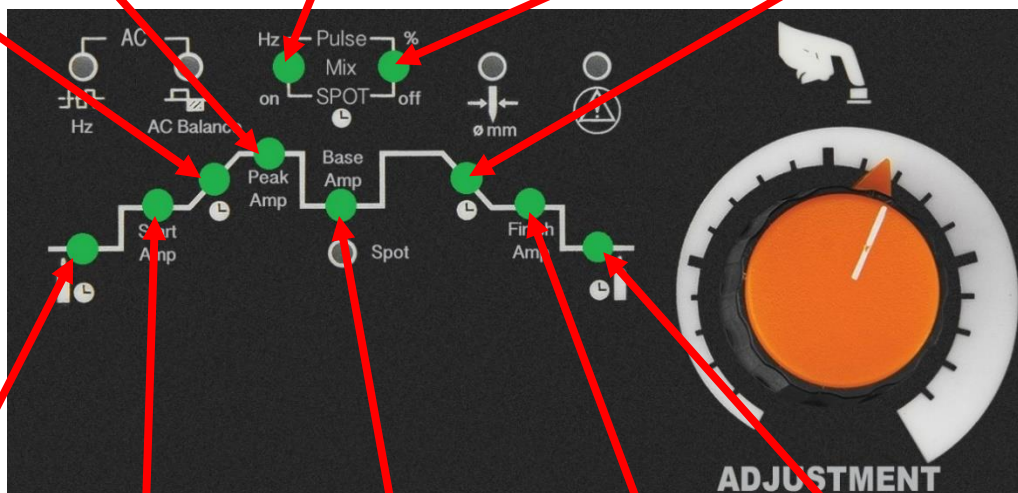 AC
Hz Pulse %
Mix
on SPOT off
Hz
AC Balance
ø mm
Base
Amp
Peak
Amp
Start
Amp
Spot
Finish
Amp
ADJUSTMENT